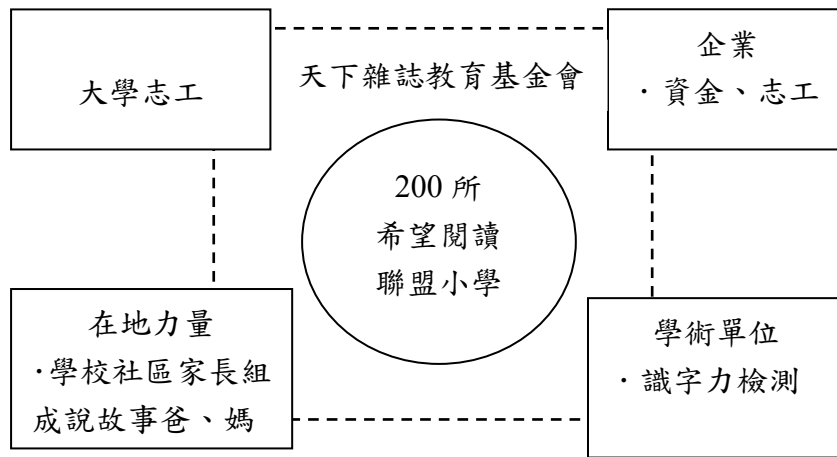 大學志工
天下雜誌教育基金會
企業
．資金、志工
200 所
希望閱讀
聯盟小學
在地力量
．學校社區家長組
成說故事爸、媽
學術單位
．識字力檢測